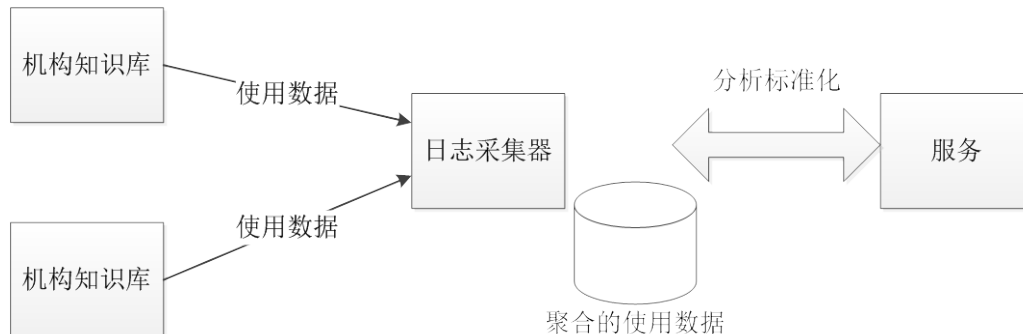 机构知识库
使用数据
分析标准化
日志采集器
服务
使用数据
机构知识库
聚合的使用数据